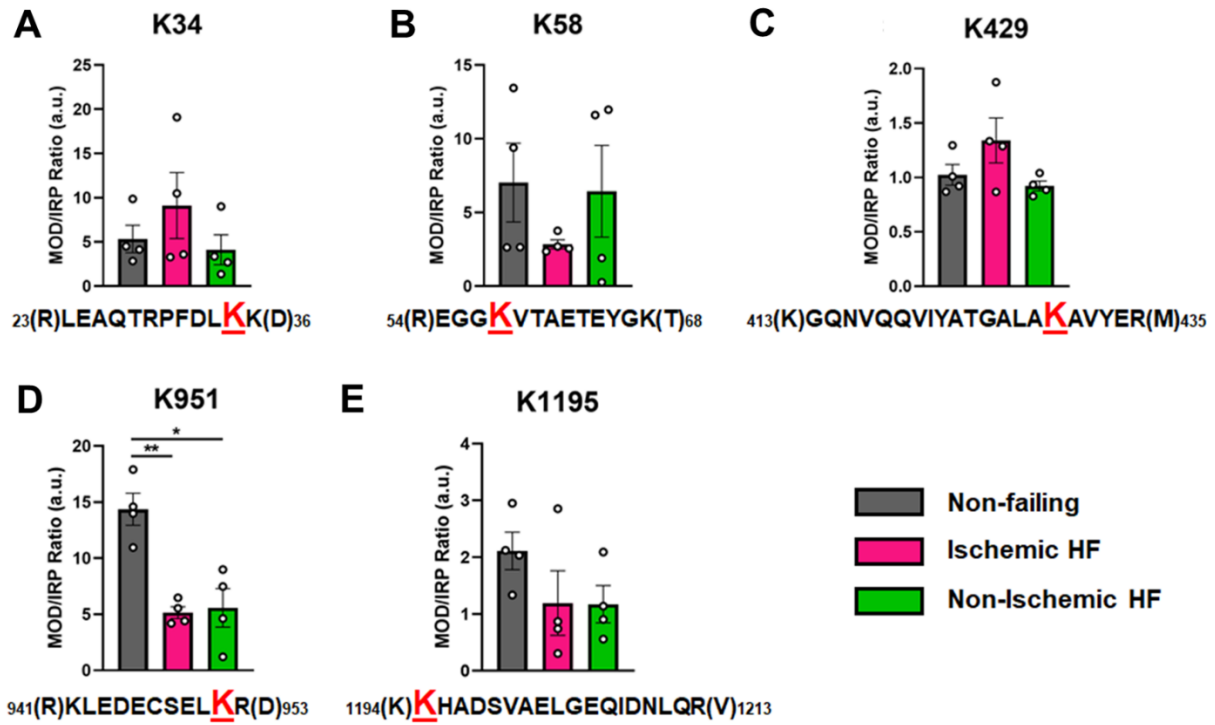 A
K34
MOD/IRP Ratio (a.u.)
25
20
15
10
5
0
23(R)LEAQTRPFDLKK(D)36
B
K58
MOD/IRP Ratio (a.u.)
15
10
5
0
54(R)EGGKVTAETEYGK(T)68
C
K429
MOD/IRP Ratio (a.u.)
2.0
1.5
1.0
0.5
0.0
413(K)GQNVQQVIYATGALAKAVYER(M)435
D
K951
MOD/IRP Ratio (a.u.)
20
15
10
5
0
*
**
941(R)KLEDECSELKR(D)953
E
K1195
MOD/IRP Ratio (a.u.)
4
3
2
1
0
1194(K)KHADSVAELGEQIDNLQR(V)1213
Non-failing
Ischemic HF
Non-Ischemic HF